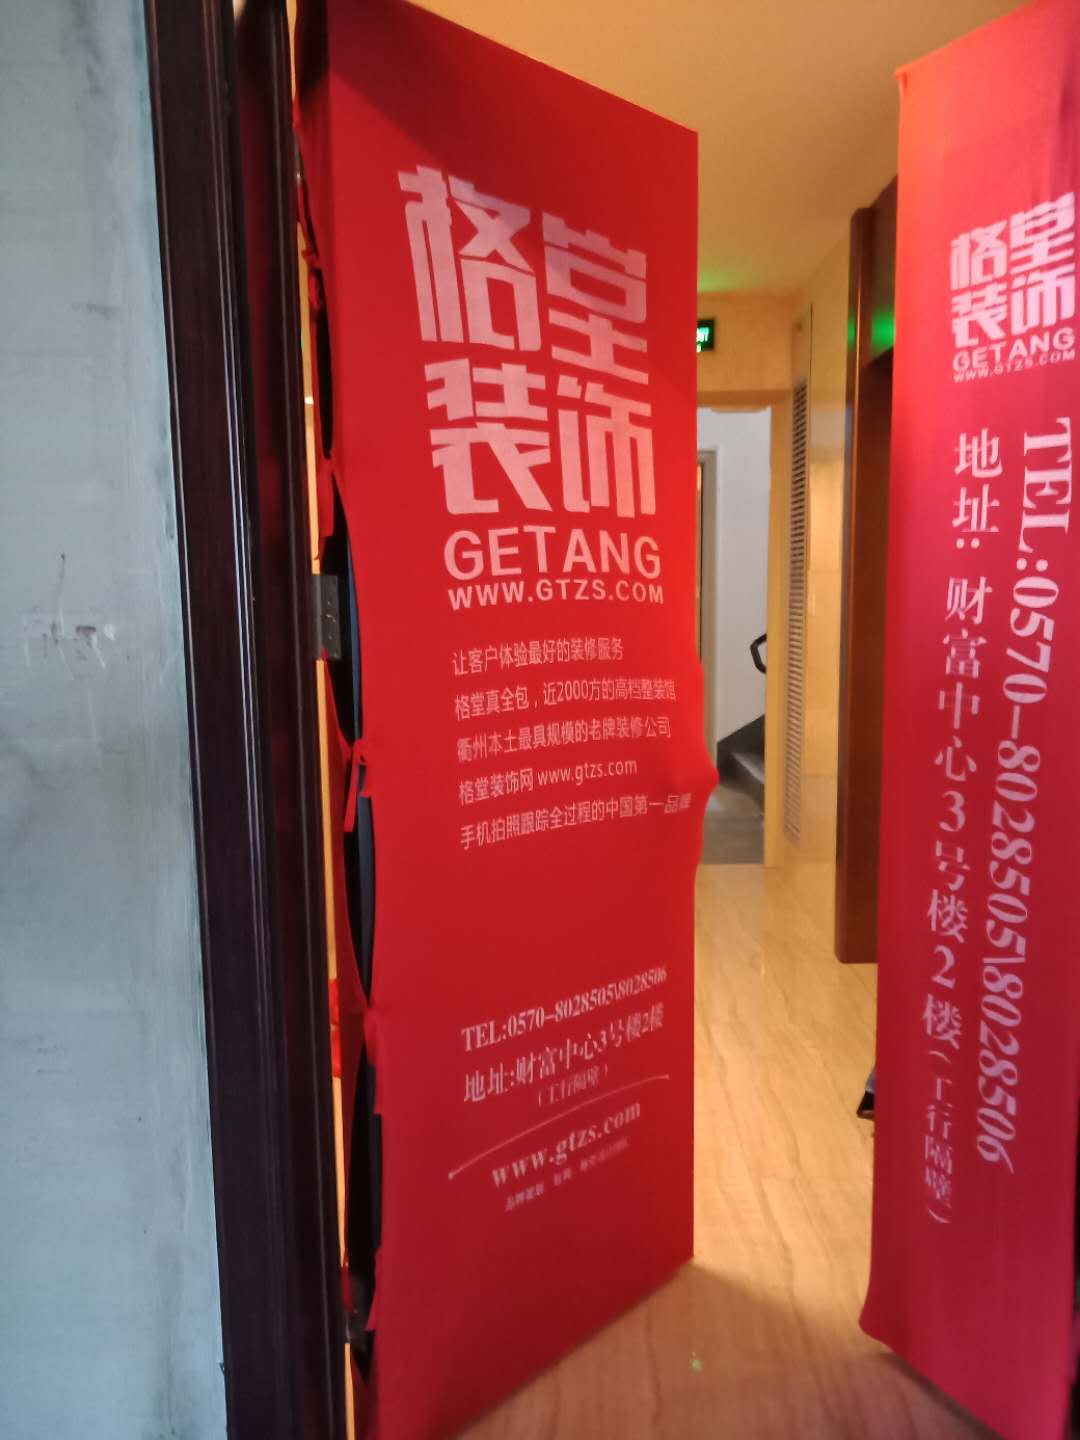 格堂
装饰
GETANG
WWW.GTZS.COM
让客户体验最好的装修服务
格堂真全包，近2000方的高档整装馆
衢州本土最具规模的老牌装修公司
格堂装饰网 www.gtzs.com
手机拍照跟踪全过程的中国第一品牌
TEL:0570-8028505\8028506
地址:财富中心3号楼2楼
（工行隔壁）
www.gtzs.com
格堂
装饰
GETANG
WWW.GTZS.COM
TEL:0570-8028505\8028506
地址: 财富中心3号楼2楼（工行隔壁）